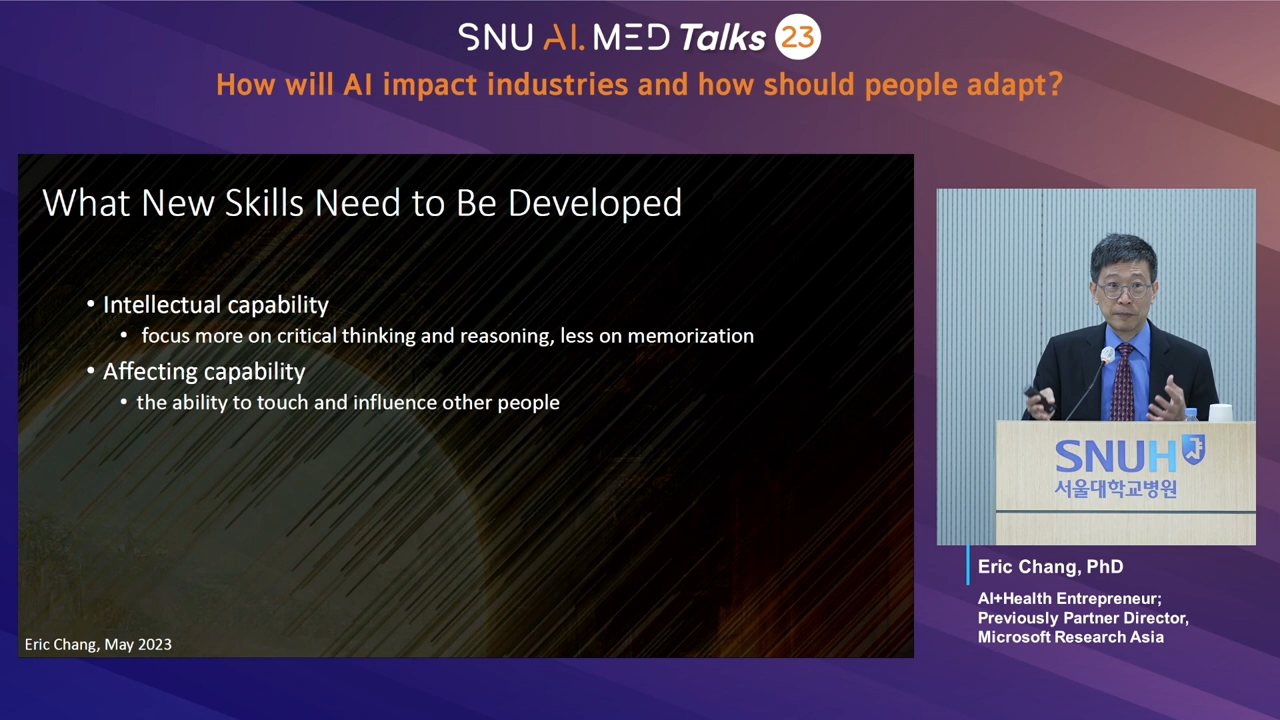 SNU AI. MED Talks 23
How will AI impact industries and how should people adapt?
What New Skills Need to Be Developed
• Intellectual capability
• focus more on critical thinking and reasoning, less on memorization
• Affecting capability
• the ability to touch and influence other people
Eric Chang, May 2023
SNUH
서울대학교병원
Eric Chang, PhD
AI+Health Entrepreneur;
Previously Partner Director,
Microsoft Research Asia